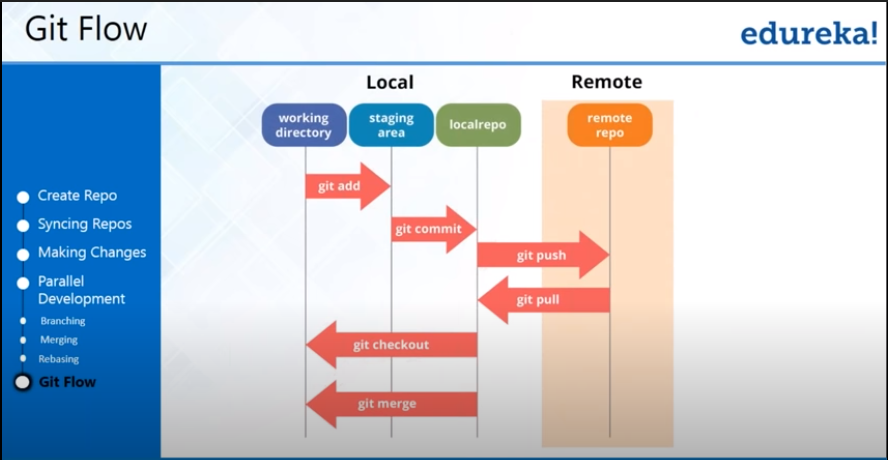 Git Flow
edureka!
Local
Remote
working
directory
staging
area
localrepo
remote
repo
git add
git commit
git push
git pull
git checkout
git merge
Create Repo
Syncing Repos
Making Changes
Parallel
Development
Branching
Merging
Rebasing
Git Flow